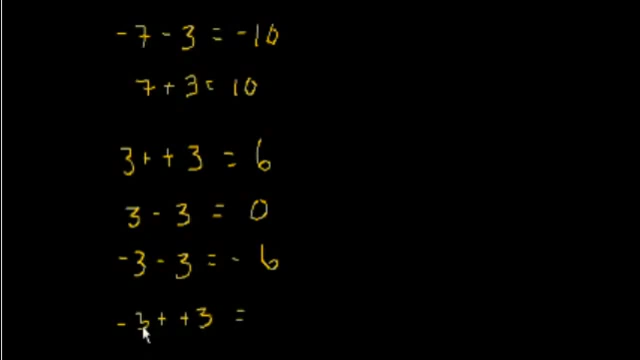 -7 - 3 = -10
7 + 3 = 10
3 + + 3 = 6
3 - 3 = 0
-3 - 3 = - 6
-3 + + 3 =